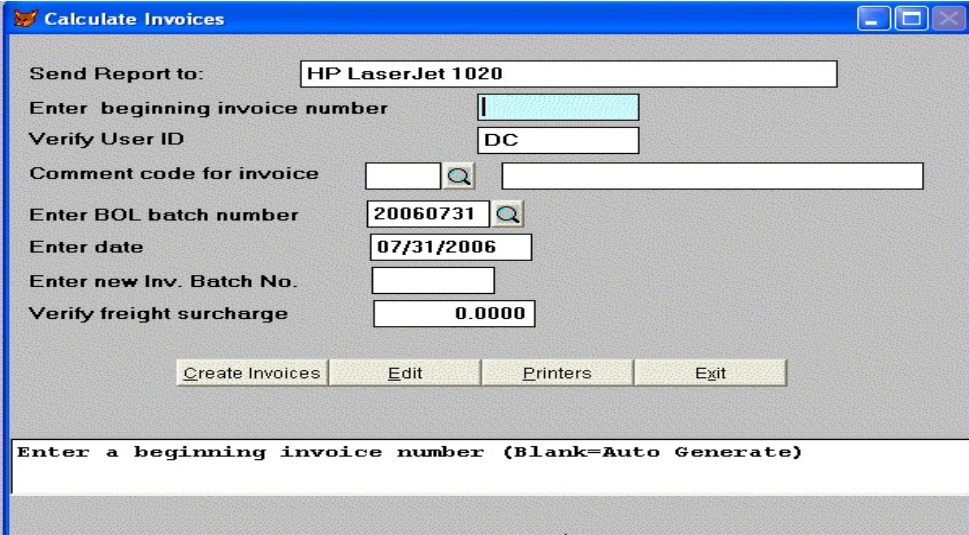 Calculate Invoices
Send Report to: HP LaserJet 1020
Enter beginning invoice number
Verify User ID DC
Comment code for invoice
Enter BOL batch number 20060731
Enter date 07/31/2006
Enter new Inv. Batch No.
Verify freight surcharge 0.0000
Create Invoices Edit Printers Exit
Enter a beginning invoice number (Blank=Auto Generate)